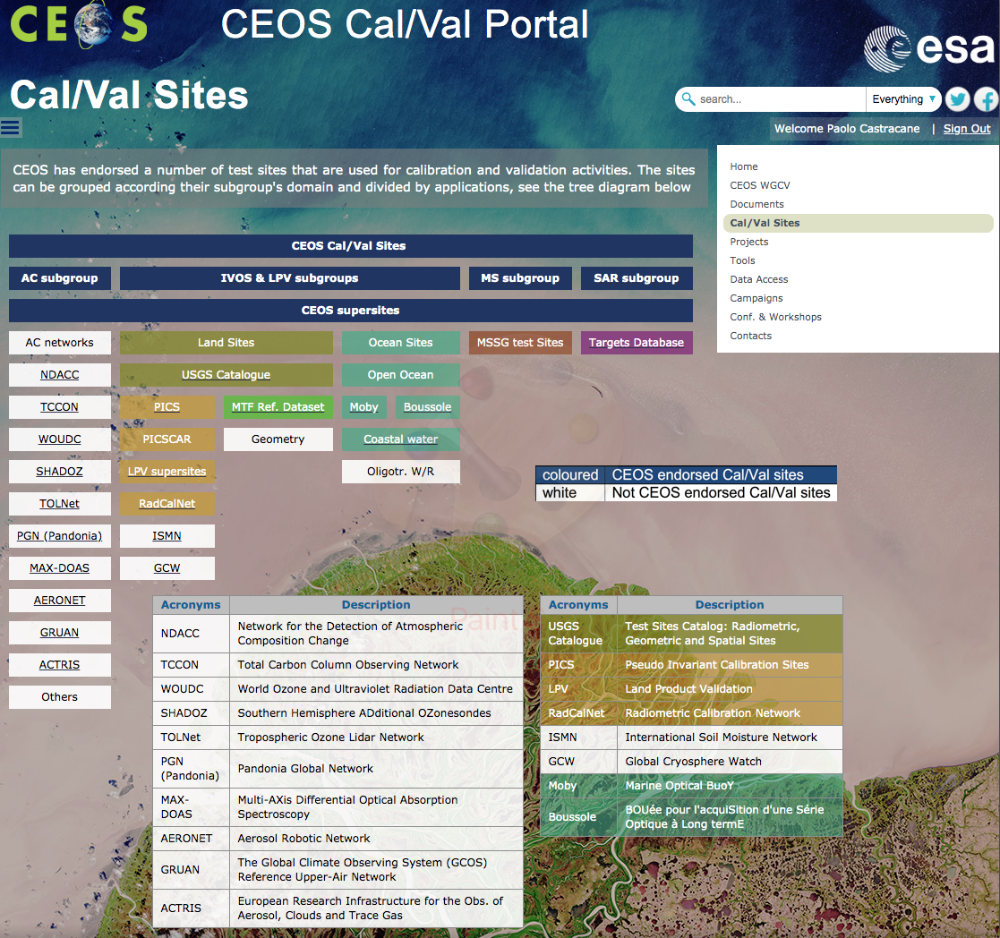 CEOS
CEOS Cal/Val Portal
esa
Cal/Val Sites
search...
Everything
Welcome Paolo Castracane | Sign Out
CEOS has endorsed a number of test sites that are used for calibration and validation activities. The sites
can be grouped according their subgroup's domain and divided by applications, see the tree diagram below
Home
CEOS WGCV
Documents
Cal/Val Sites
Projects
Tools
Data Access
Campaigns
Conf. & Workshops
Contacts
CEOS Cal/Val Sites
AC subgroup IVOS & LPV subgroups MS subgroup SAR subgroup
CEOS supersites
AC networks Land Sites Ocean Sites MSSG test Sites Targets Database
NDACC USGS Catalogue Open Ocean
TCCON PICS MTF Ref. Dataset Moby Boussole
WOUDC PICSCAR Geometry Coastal water
SHADOZ LPV supersites Oligotr. W/R
TOLNet RadCalNet
PGN (Pandonia) ISMN
MAX-DOAS GCW
AERONET
GRUAN
ACTRIS
Others
coloured CEOS endorsed Cal/Val sites
white Not CEOS endorsed Cal/Val sites
Paint
Acronyms Description
NDACC Network for the Detection of Atmospheric
Composition Change
TCCON Total Carbon Column Observing Network
WOUDC World Ozone and Ultraviolet Radiation Data Centre
SHADOZ Southern Hemisphere ADditional OZonesondes
TOLNet Tropospheric Ozone Lidar Network
PGN
(Pandonia) Pandonia Global Network
MAX- Multi-AXis Differential Optical Absorption
DOAS Spectroscopy
AERONET Aerosol Robotic Network
GRUAN The Global Climate Observing System (GCOS)
Reference Upper-Air Network
ACTRIS European Research Infrastructure for the Obs. of
Aerosol, Clouds and Trace Gas
Acronyms Description
USGS Test Sites Catalog: Radiometric,
Catalogue Geometric and Spatial Sites
PICS Pseudo Invariant Calibration Sites
LPV Land Product Validation
RadCalNet Radiometric Calibration Network
ISMN International Soil Moisture Network
GCW Global Cryosphere Watch
Moby Marine Optical BuoY
Boussole BOUée pour l'acquiSition d'une Série
Optique à Long termE